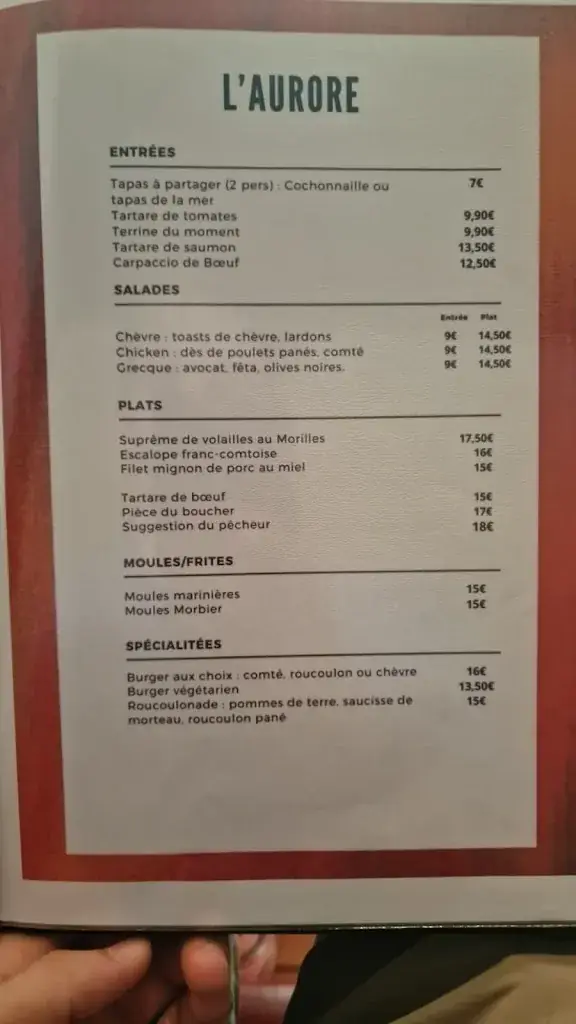 L'AURORE
ENTRÉES
Tapas à partager (2 pers) : Cochonnaille ou 7€
tapas de la mer
Tartare de tomates 9,90€
Terrine du moment 9,90€
Tartare de saumon 13,50€
Carpaccio de Bœuf 12,50€
SALADES
Entrée Plat
Chèvre : toasts de chèvre, lardons 9€ 14,50€
Chicken : dès de poulets panés, comté 9€ 14,50€
Grecque : avocat, fêta, olives noires. 9€ 14,50€
PLATS
Suprême de volailles au Morilles 17,50€
Escalope franc-comtoise 16€
Filet mignon de porc au miel 15€
Tartare de bœuf 15€
Pièce du boucher 17€
Suggestion du pêcheur 18€
MOULES/FRITES
Moules marinières 15€
Moules Morbier 15€
SPÉCIALITÉES
Burger aux choix : comté, roucoulon ou chèvre 16€
Burger végétarien 13,50€
Roucoulonade : pommes de terre, saucisse de 15€
morteau, roucoulon pané